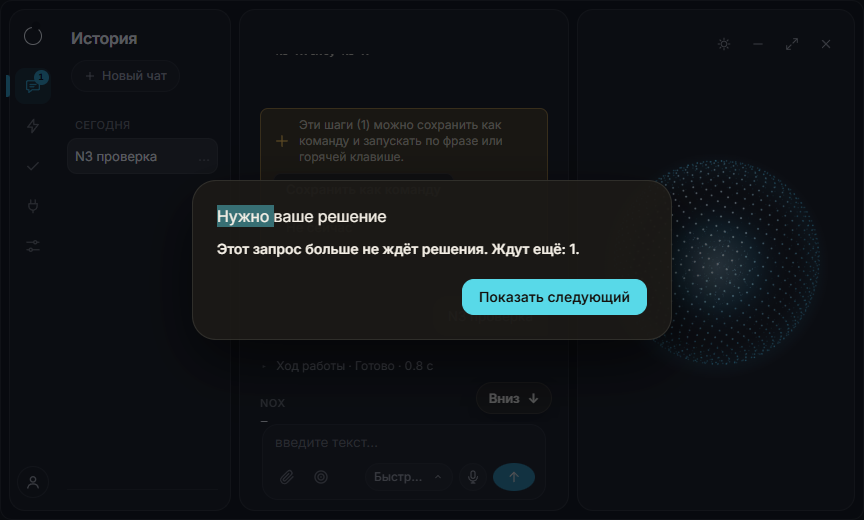 История
1
Новый чат
СЕГОДНЯ
N3 проверка
...
Эти шаги (1) можно сохранить как
команду и запускать по фразе или
горячей клавише.
Нужно ваше решение
Этот запрос больше не ждёт решения. Ждут ещё: 1.
Показать следующий
Ход работы · Готово · 0.8 с
NOX
Вниз
введите текст...
Быстр...